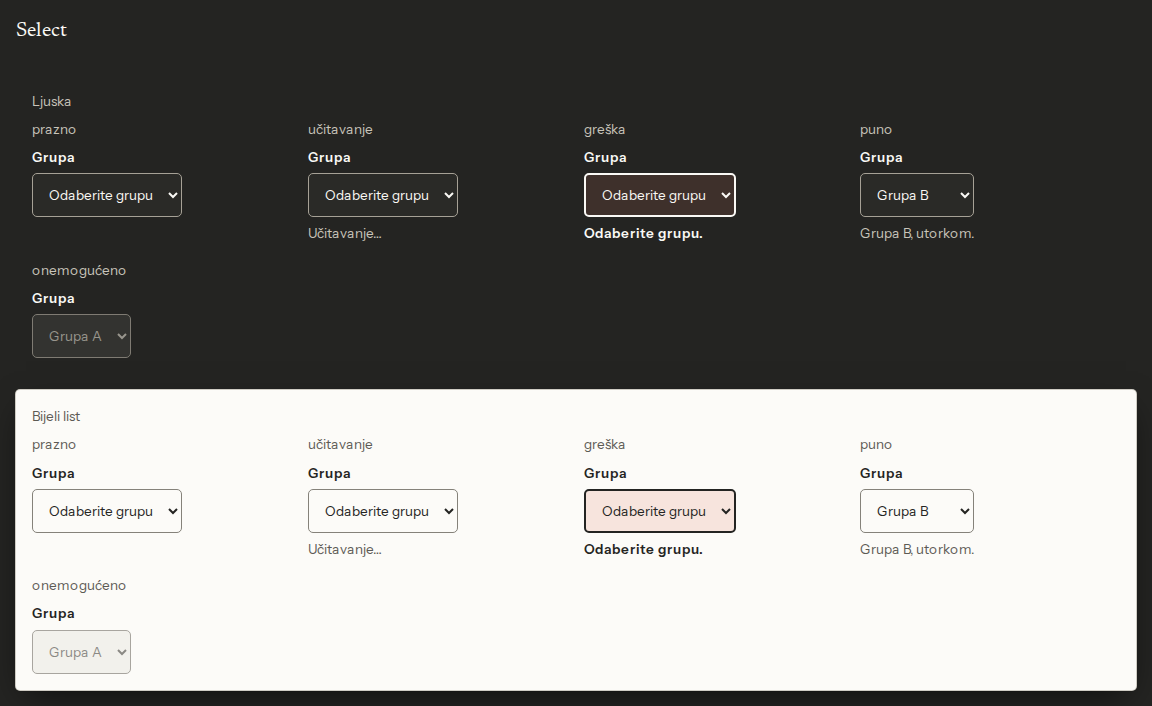 Select
Ljuska
prazno učitavanje greška puno
Grupa Grupa Grupa Grupa
Odaberite grupu Odaberite grupu Odaberite grupu Grupa B
Učitavanje... Odaberite grupu. Grupa B, utorkom.
onemogućeno
Grupa
Grupa A
Bijeli list
prazno učitavanje greška puno
Grupa Grupa Grupa Grupa
Odaberite grupu Odaberite grupu Odaberite grupu Grupa B
Učitavanje... Odaberite grupu. Grupa B, utorkom.
onemogućeno
Grupa
Grupa A